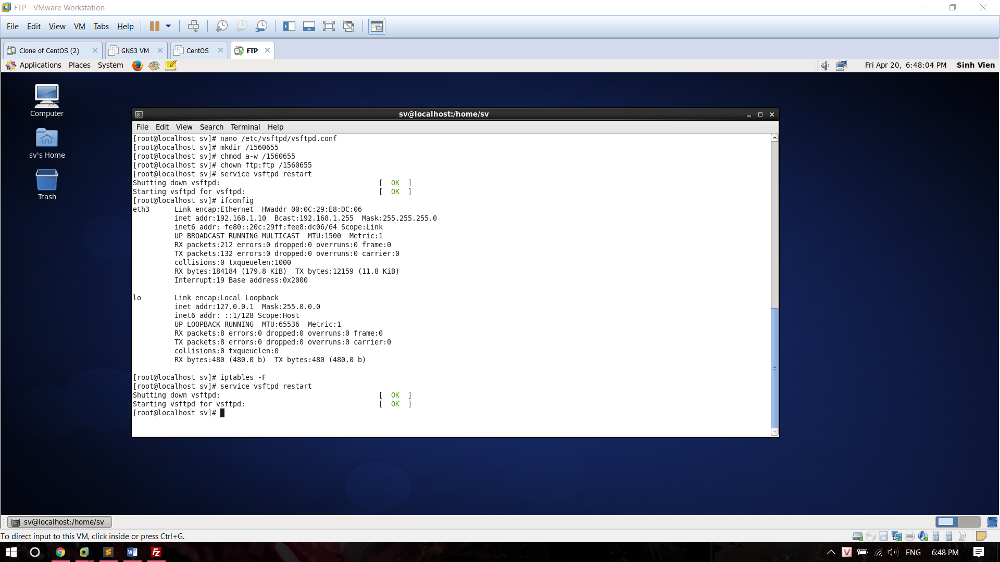 FTP - VMware Workstation
File Edit View VM Tabs Help
Clone of CentOS (2) GNS3 VM CentOS FTP
Applications Places System Fri Apr 20, 6:48:04 PM Sinh Vien
Computer
sv's Home
Trash
sv@localhost:/home/sv
File Edit View Search Terminal Help
[root@localhost sv]# nano /etc/vsftpd/vsftpd.conf
[root@localhost sv]# mkdir /1560655
[root@localhost sv]# chmod a-w /1560655
[root@localhost sv]# chown ftp:ftp /1560655
[root@localhost sv]# service vsftpd restart
Shutting down vsftpd: [ OK ]
Starting vsftpd for vsftpd: [ OK ]
[root@localhost sv]# ifconfig
eth3 Link encap:Ethernet HWaddr 00:0C:29:E8:DC:06
inet addr:192.168.1.10 Bcast:192.168.1.255 Mask:255.255.255.0
inet6 addr: fe80::20c:29ff:fee8:dc06/64 Scope:Link
UP BROADCAST RUNNING MULTICAST MTU:1500 Metric:1
RX packets:212 errors:0 dropped:0 overruns:0 frame:0
TX packets:132 errors:0 dropped:0 overruns:0 carrier:0
collisions:0 txqueuelen:1000
RX bytes:184184 (179.8 KiB) TX bytes:12159 (11.8 KiB)
Interrupt:19 Base address:0x2000
lo Link encap:Local Loopback
inet addr:127.0.0.1 Mask:255.0.0.0
inet6 addr: ::1/128 Scope:Host
UP LOOPBACK RUNNING MTU:65536 Metric:1
RX packets:8 errors:0 dropped:0 overruns:0 frame:0
TX packets:8 errors:0 dropped:0 overruns:0 carrier:0
collisions:0 txqueuelen:0
RX bytes:480 (480.0 b) TX bytes:480 (480.0 b)
[root@localhost sv]# iptables -F
[root@localhost sv]# service vsftpd restart
Shutting down vsftpd: [ OK ]
Starting vsftpd for vsftpd: [ OK ]
[root@localhost sv]#
sv@localhost:/home/sv
To direct input to this VM, click inside or press Ctrl+G.
ENG 6:48 PM